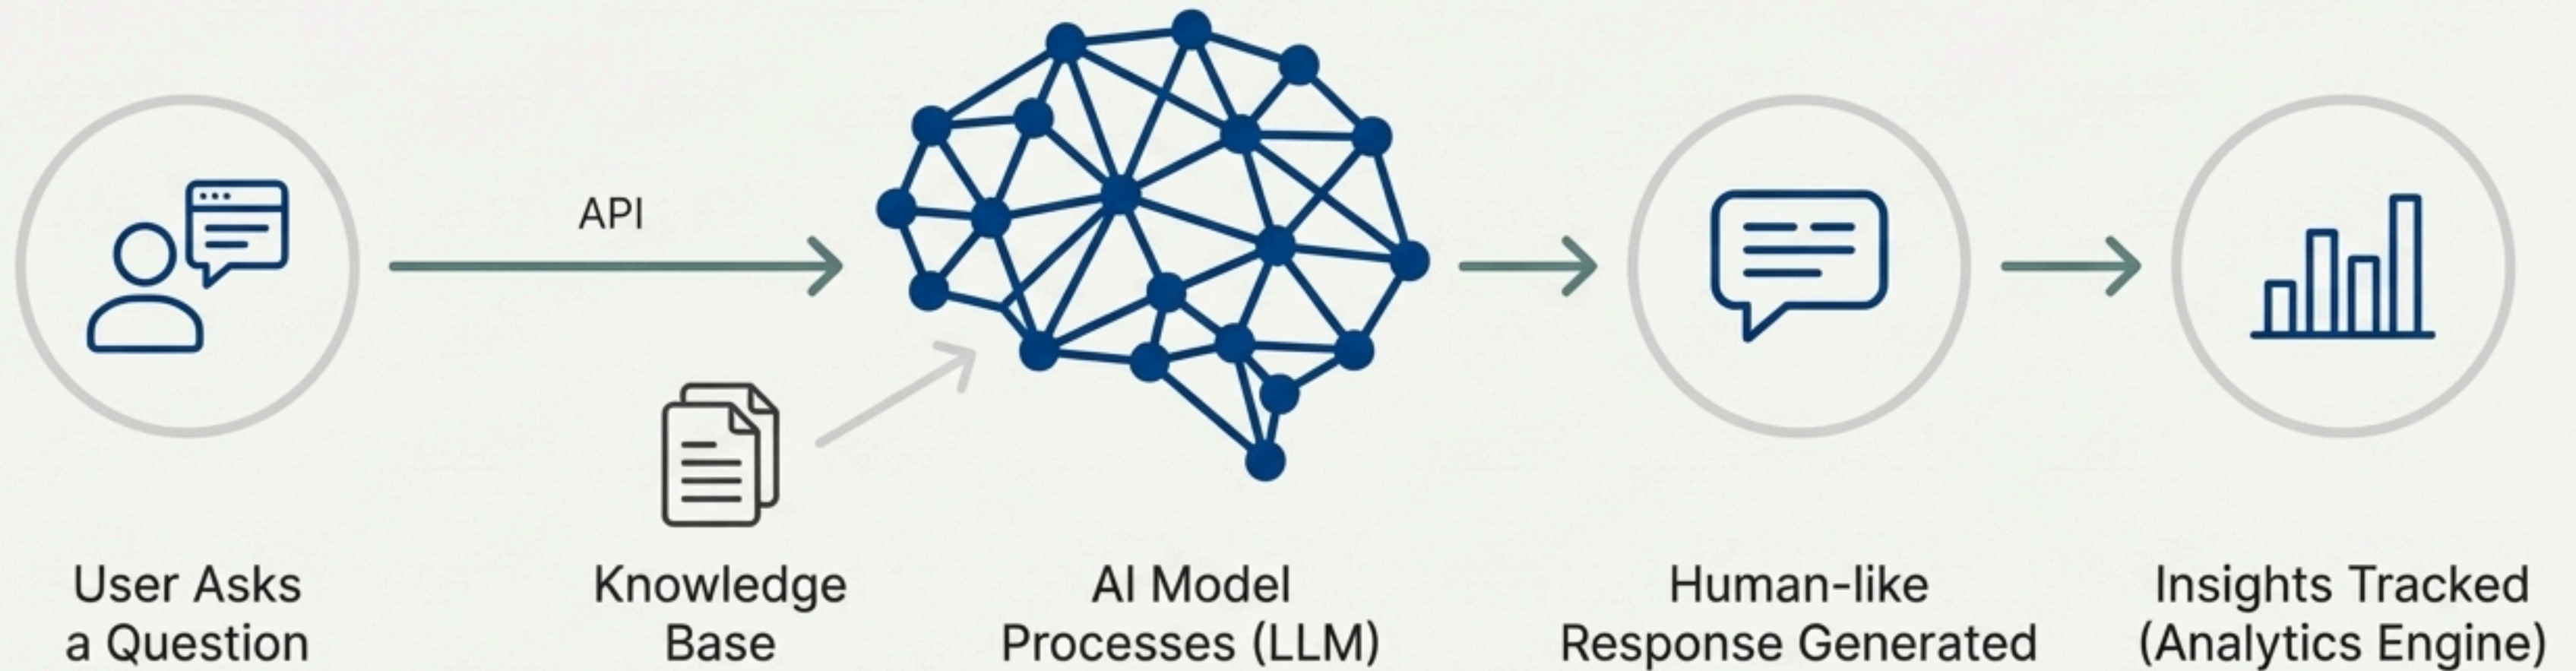 API
User Asks
a Question
Knowledge
Base
AI Model
Processes (LLM)
Human-like
Response Generated
Insights Tracked
(Analytics Engine)